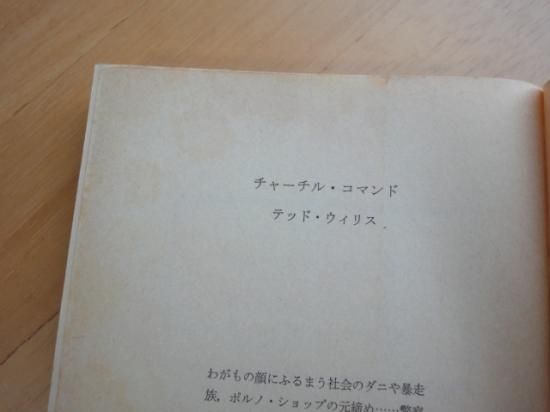 チャーチル・コマンド
テッド・ウィリス
わがもの顔にふるまう社会のダニや暴走
族，ポルノ・ショップの元締め……警察